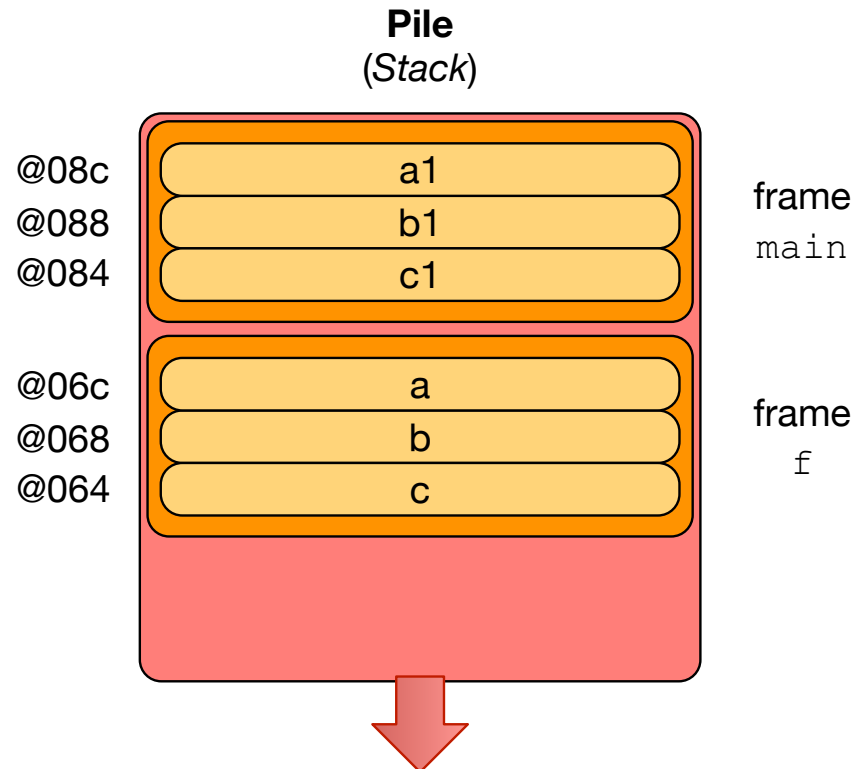 Pile
(Stack)
@08c
a1
@088
b1
@084
c1
frame
main
@06c
a
@068
b
@064
c
frame
f